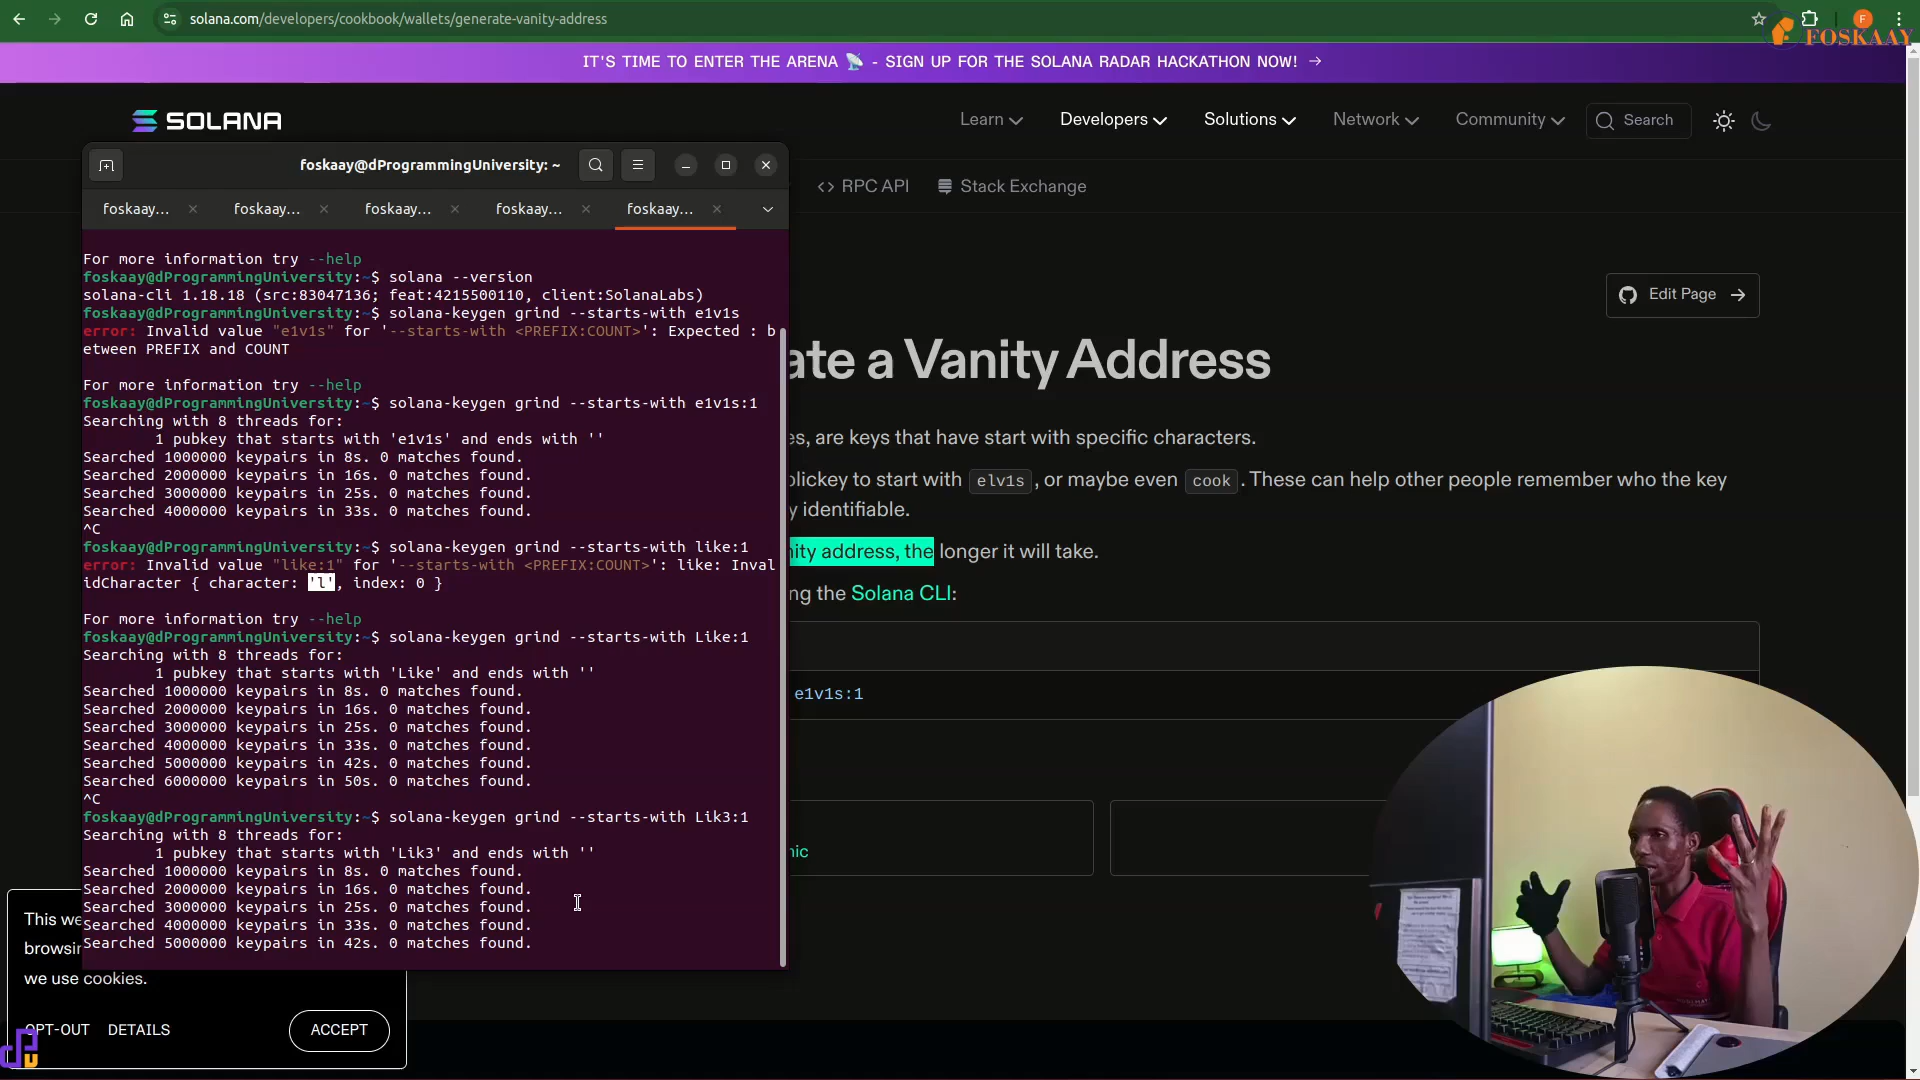 solana.com/developers/cookbook/wallets/generate-vanity-address
F
FOSKAAY
IT'S TIME TO ENTER THE ARENA 📡 - SIGN UP FOR THE SOLANA RADAR HACKATHON NOW! →
SOLANA
Learn
Developers
Solutions
Network
Community
Search
<> RPC API
Stack Exchange
foskaay@dProgrammingUniversity: ~
foskaay...
foskaay...
foskaay...
foskaay...
foskaay...
For more information try --help
foskaay@dProgrammingUniversity:~$ solana --version
solana-cli 1.18.18 (src:83047136; feat:4215500110, client:SolanaLabs)
foskaay@dProgrammingUniversity:~$ solana-keygen grind --starts-with e1v1s
error: Invalid value "e1v1s" for '--starts-with <PREFIX:COUNT>': Expected : b
etween PREFIX and COUNT
For more information try --help
foskaay@dProgrammingUniversity:~$ solana-keygen grind --starts-with e1v1s:1
Searching with 8 threads for:
1 pubkey that starts with 'e1v1s' and ends with ''
Searched 1000000 keypairs in 8s. 0 matches found.
Searched 2000000 keypairs in 16s. 0 matches found.
Searched 3000000 keypairs in 25s. 0 matches found.
Searched 4000000 keypairs in 33s. 0 matches found.
^C
foskaay@dProgrammingUniversity:~$ solana-keygen grind --starts-with like:1
error: Invalid value "like:1" for '--starts-with <PREFIX:COUNT>': like: Inval
idCharacter { character: 'l', index: 0 }
For more information try --help
foskaay@dProgrammingUniversity:~$ solana-keygen grind --starts-with Like:1
Searching with 8 threads for:
1 pubkey that starts with 'Like' and ends with ''
Searched 1000000 keypairs in 8s. 0 matches found.
Searched 2000000 keypairs in 16s. 0 matches found.
Searched 3000000 keypairs in 25s. 0 matches found.
Searched 4000000 keypairs in 33s. 0 matches found.
Searched 5000000 keypairs in 42s. 0 matches found.
Searched 6000000 keypairs in 50s. 0 matches found.
^C
foskaay@dProgrammingUniversity:~$ solana-keygen grind --starts-with Lik3:1
Searching with 8 threads for:
1 pubkey that starts with 'Lik3' and ends with ''
Searched 1000000 keypairs in 8s. 0 matches found.
Searched 2000000 keypairs in 16s. 0 matches found.
Searched 3000000 keypairs in 25s. 0 matches found.
Searched 4000000 keypairs in 33s. 0 matches found.
Searched 5000000 keypairs in 42s. 0 matches found.
Edit Page →
ate a Vanity Address
es, are keys that have start with specific characters.
blickey to start with elv1s, or maybe even cook. These can help other people remember who the key
y identifiable.
nity address, the longer it will take.
ng the Solana CLI:
e1v1s:1
nic
This we
browsin
we use cookies.
OPT-OUT
DETAILS
ACCEPT